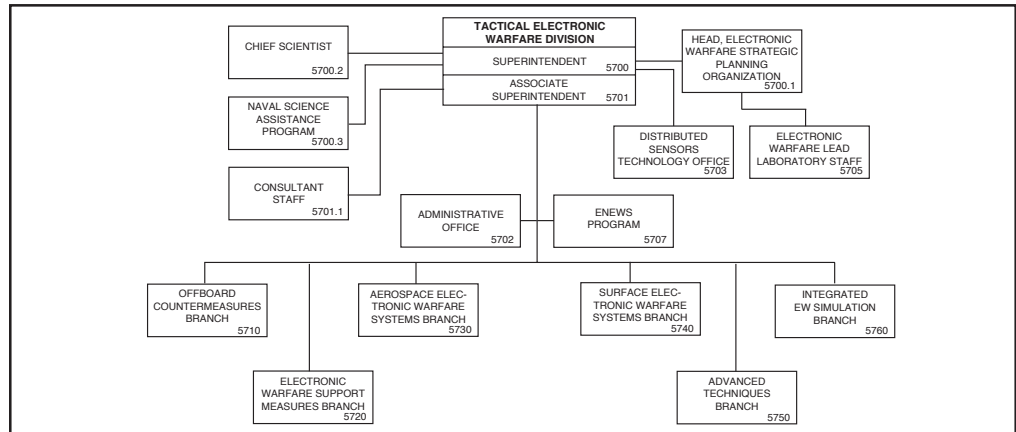 TACTICAL ELECTRONIC
WARFARE DIVISION
SUPERINTENDENT
5700
ASSOCIATE
SUPERINTENDENT
5701
CHIEF SCIENTIST
5700.2
NAVAL SCIENCE
ASSISTANCE
PROGRAM
5700.3
CONSULTANT
STAFF
5701.1
HEAD, ELECTRONIC
WARFARE STRATEGIC
PLANNING
ORGANIZATION
5700.1
DISTRIBUTED
SENSORS
TECHNOLOGY OFFICE
5703
ELECTRONIC
WARFARE LEAD
LABORATORY STAFF
5705
ADMINISTRATIVE
OFFICE
5702
ENEWS
PROGRAM
5707
OFFBOARD
COUNTERMEASURES
BRANCH
5710
AEROSPACE ELEC-
TRONIC WARFARE
SYSTEMS BRANCH
5730
SURFACE ELEC-
TRONIC WARFARE
SYSTEMS BRANCH
5740
INTEGRATED
EW SIMULATION
BRANCH
5760
ELECTRONIC
WARFARE SUPPORT
MEASURES BRANCH
5720
ADVANCED
TECHNIQUES
BRANCH
5750